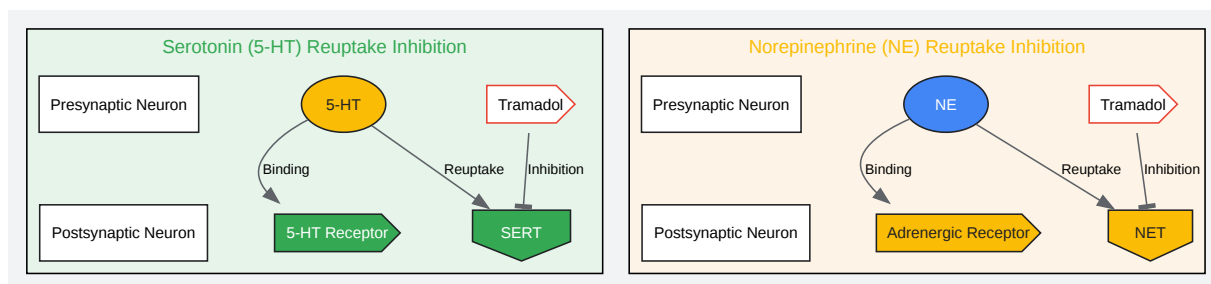 Serotonin (5-HT) Reuptake Inhibition
Presynaptic Neuron
5-HT
Tramadol
Binding
Reuptake
Inhibition
Postsynaptic Neuron
5-HT Receptor
SERT
Norepinephrine (NE) Reuptake Inhibition
Presynaptic Neuron
NE
Tramadol
Binding
Reuptake
Inhibition
Postsynaptic Neuron
Adrenergic Receptor
NET